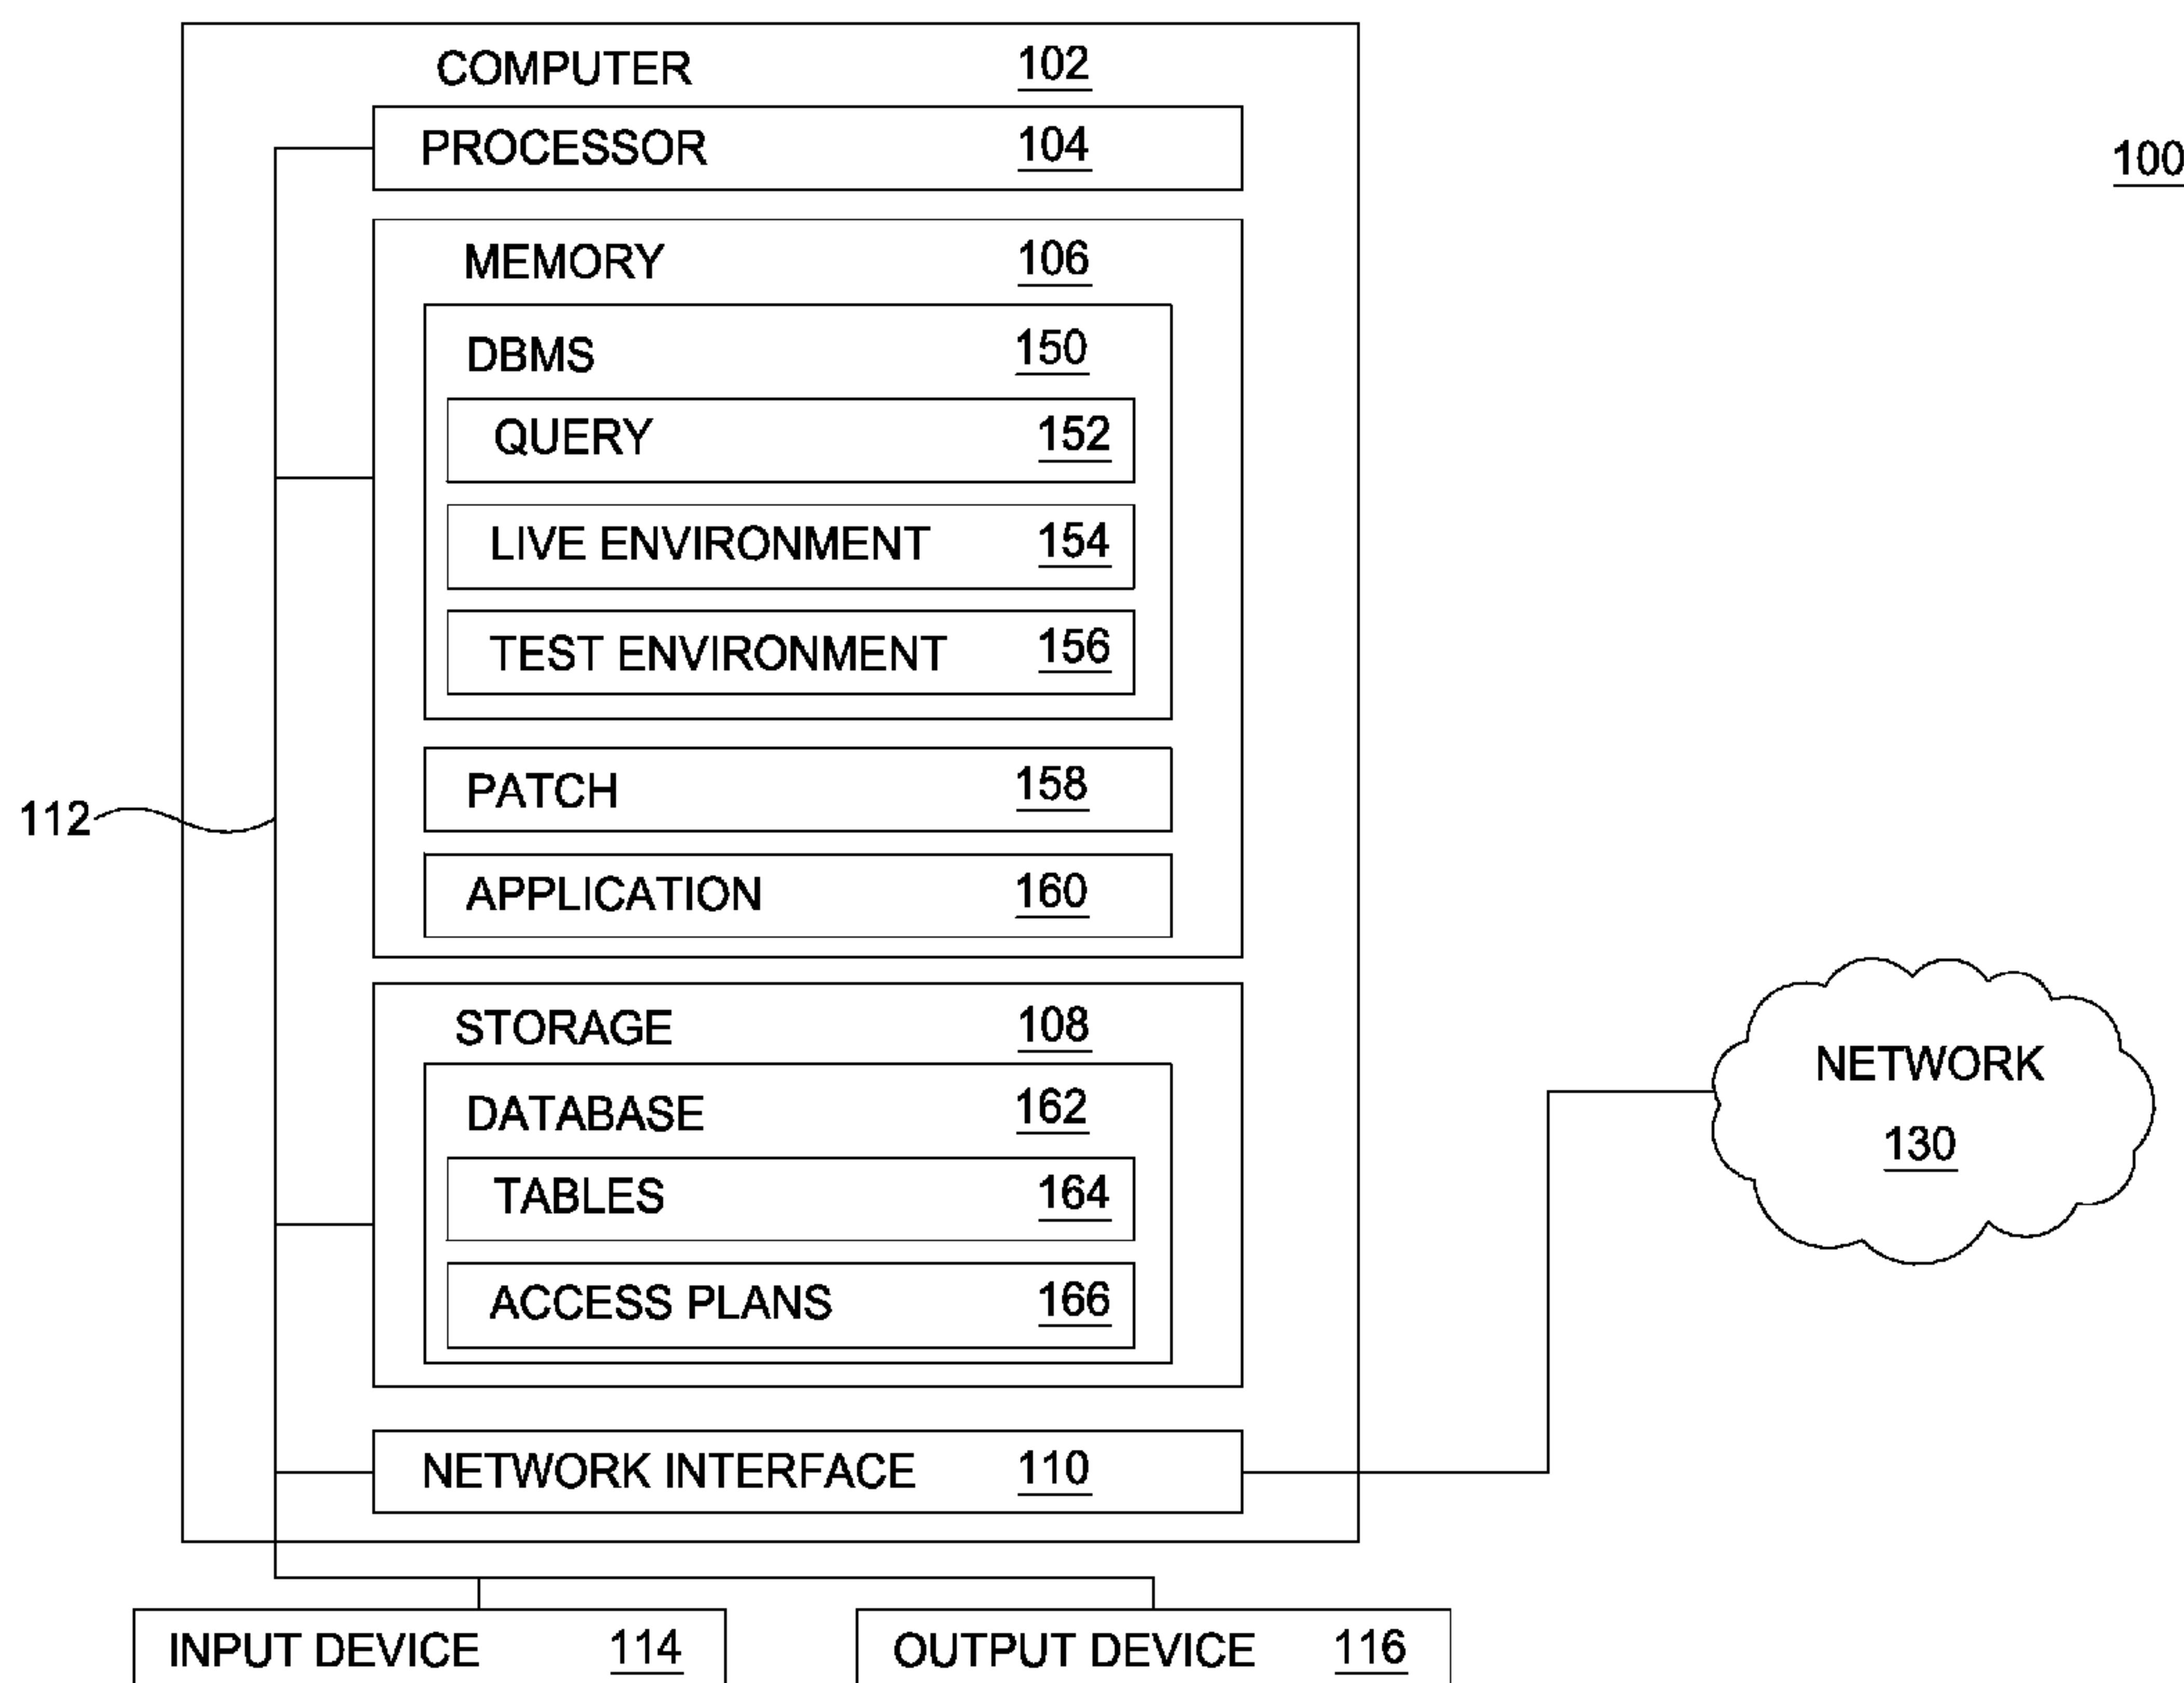 COMPUTER 102
PROCESSOR 104
100
MEMORY 106
DBMS 150
QUERY 152
LIVE ENVIRONMENT 154
TEST ENVIRONMENT 156
PATCH 158
112
APPLICATION 160
STORAGE 108
DATABASE 162
TABLES 164
ACCESS PLANS 166
NETWORK
130
NETWORK INTERFACE 110
INPUT DEVICE 114
OUTPUT DEVICE 116